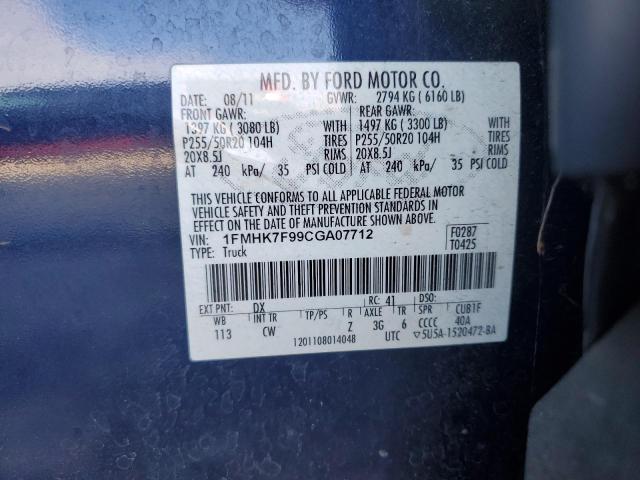 MFD. BY FORD MOTOR CO.
DATE: 08/11 GVWR: 2794 KG ( 6160 LB)
FRONT GAWR: REAR GAWR:
1397 KG ( 3080 LB) WITH 1497 KG ( 3300 LB) WITH
P255/50R20 104H TIRES P255/50R20 104H TIRES
20X8.5J RIMS 20X8.5J RIMS
AT 240 kPa/ 35 PSI COLD AT 240 kPa/ 35 PSI COLD
THIS VEHICLE CONFORMS TO ALL APPLICABLE FEDERAL MOTOR
VEHICLE SAFETY AND THEFT PREVENTION STANDARDS IN
EFFECT ON THE DATE OF MANUFACTURE SHOWN ABOVE.
VIN: 1FMHK7F99CGA07712 F0287
TYPE: Truck T0425
EXT PNT: DX RC: 41 DSO:
WB INT TR TP/PS R AXLE TR SPR CUB1F
113 CW Z 3G 6 CCCC 40A
1201108014048 UTC ▽5U5A-1520472-BA